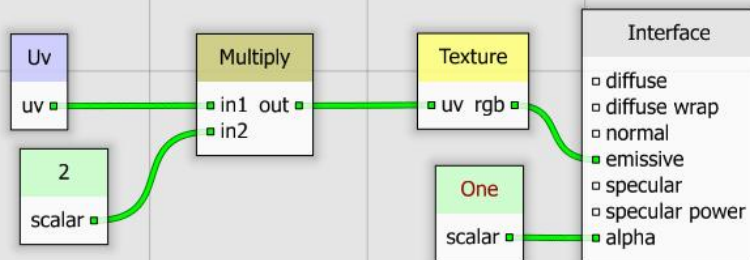 Uv
uv
2
scalar
Multiply
in1 out
in2
Texture
uv rgb
One
scalar
Interface
diffuse
diffuse wrap
normal
emissive
specular
specular power
alpha